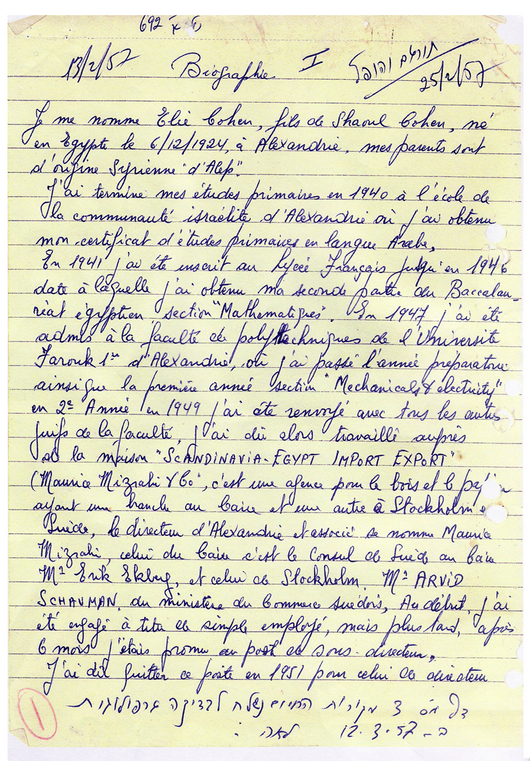 692
13/2/57 Biographie I תורגם והופל
25/2/57
Je me nomme Elie Cohen, fils de Shaoul Cohen, né
en Egypte le 6/12/1924, à Alexandrie. mes parents sont
d'origine Syrienne "d'Alep".
J'ai terminé mes études primaires en 1940 à l'école de
la communauté israelite d'Alexandrie où j'ai obtenu
mon certificat d'études primaires en langue Arabe,
En 1941 j'ai été inscrit au Lycée Français jusqu'en 1946
date à laquelle j'ai obtenu ma seconde partie du Baccalau-
riat égyptien section "Mathematiques". En 1947 j'ai été
admis à la faculté de polytechniques de l'Université
Farouk 1er d'Alexandrie, où j'ai passé l'année préparatoire
ainsi que la première année section "Mechanicals & electricity"
en 2e Année en 1949 j'ai été renvoyé avec tous les autres
juifs de la faculté, j'ai dû alors travaillé auprès
de la maison "SCANDINAVIA-EGYPT IMPORT EXPORT"
(Maurice Mizrahi & Co, c'est une agence pour le bois et le
ayant une branche au Caire et une autre à Stockholm
Suède, le directeur d'Alexandrie et associé se nomme Maurice
Mizrahi, celui du Caire c'est le Consul de Suède au Caire
Mr Erik Ekberg, et celui de Stockholm Mr ARVID
SCHAUMAN, du ministère du Commerce suédois, Au début, j'ai
été engagé à titre de simple employé, mais plus tard, après
6 mois j'étais promu au poste de sous-directeur.
J'ai dû quitter ce poste en 1951 pour celui de directeur
1 דף מס 3 מקורות החיים נשלח לבדיקה גרפולוגית
ב- 12.3.57